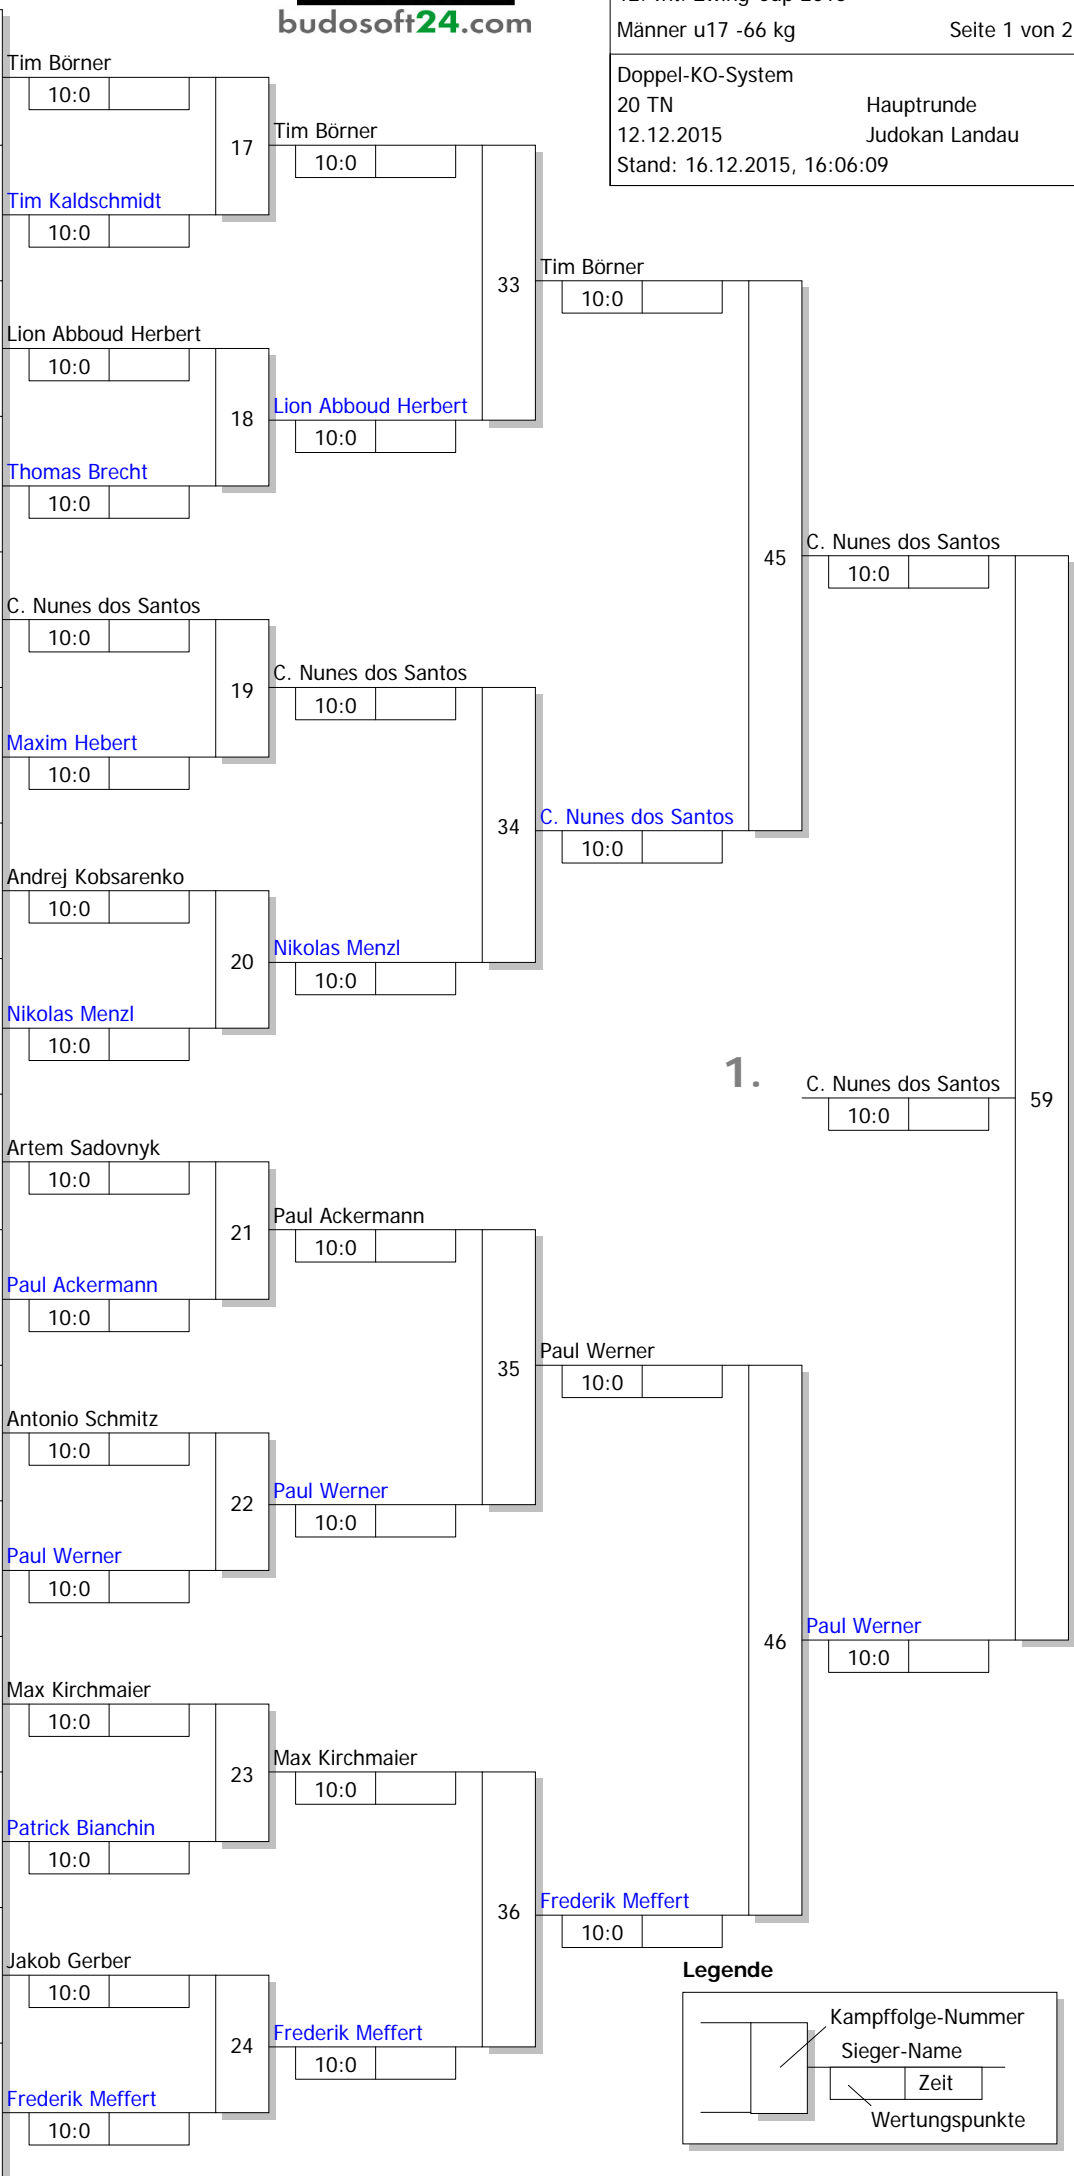 budosoft24.com
Männer u17 -66 kg Seite 1 von 2
Doppel-KO-System
20 TN Hauptrunde
12.12.2015 Judokan Landau
Stand: 16.12.2015, 16:06:09
Tim Börner
10:0
17
Tim Börner
10:0
Tim Kaldschmidt
10:0
33
Tim Börner
10:0
Lion Abboud Herbert
10:0
18
Lion Abboud Herbert
10:0
Thomas Brecht
10:0
45
C. Nunes dos Santos
10:0
C. Nunes dos Santos
10:0
19
C. Nunes dos Santos
10:0
Maxim Hebert
10:0
34
C. Nunes dos Santos
10:0
Andrej Kobsarenko
10:0
20
Nikolas Menzl
10:0
Nikolas Menzl
10:0
1.
C. Nunes dos Santos
10:0
59
Artem Sadovnyk
10:0
21
Paul Ackermann
10:0
Paul Ackermann
10:0
35
Paul Werner
10:0
Antonio Schmitz
10:0
22
Paul Werner
10:0
Paul Werner
10:0
46
Paul Werner
10:0
Max Kirchmaier
10:0
23
Max Kirchmaier
10:0
Patrick Bianchin
10:0
36
Frederik Meffert
10:0
Jakob Gerber
10:0
24
Frederik Meffert
10:0
Frederik Meffert
10:0
Legende
Kampffolge-Nummer
Sieger-Name
Zeit
Wertungspunkte